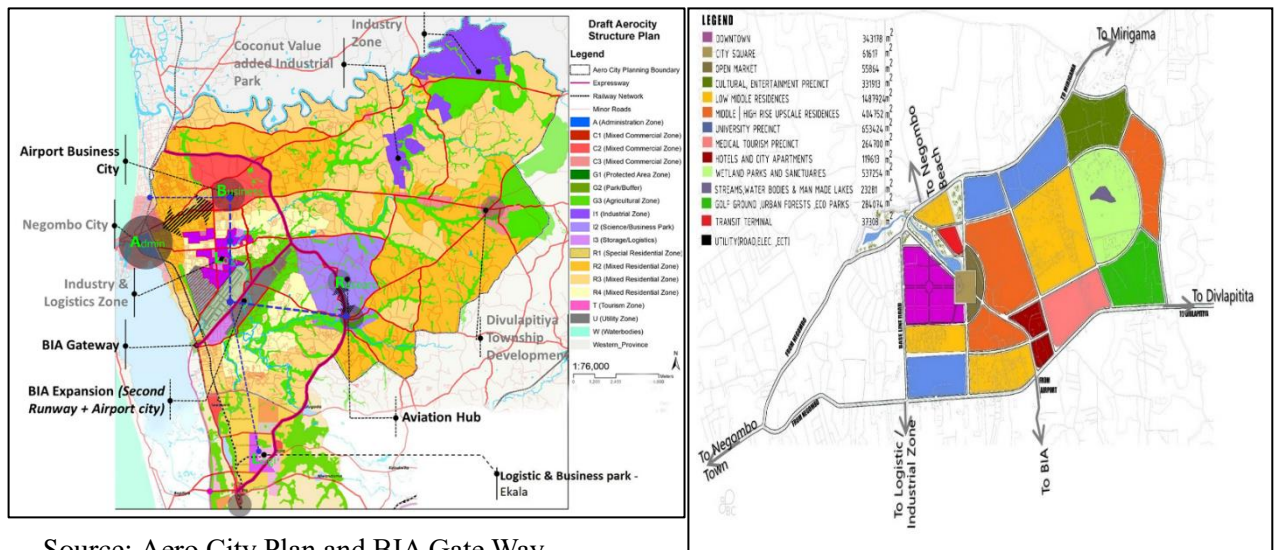 Draft Aerocity
Structure Plan
Legend
Aero City Planning Boundary
Expressway
Railway Network
Minor Roads
A (Administration Zone)
C1 (Mixed Commercial Zone)
C2 (Mixed Commercial Zone)
C3 (Mixed Commercial Zone)
G1 (Protected Area Zone)
G2 (Park/Buffer)
G3 (Agricultural Zone)
I1 (Industrial Zone)
I2 (Science/Business Park)
I3 (Storage/Logistics)
R1 (Special Residential Zone)
R2 (Mixed Residential Zone)
R3 (Mixed Residential Zone)
R4 (Mixed Residential Zone)
T (Tourism Zone)
U (Utility Zone)
W (Waterbodies)
Western_Province
1:76,000
N
Industry
Zone
Coconut Value
added Industrial
Park
Airport Business
City
Business
Negombo City
Admin
Industry &
Logistics Zone
BIA Gateway
BIA Expansion (Second
Runway + Airport city)
Divulapitiya
Township
Development
Aviation Hub
Logistic & Business park -
Ekala
Source: Aero City Plan and BIA Gate Way
LEGEND
DOWNTOWN 343178 m2
CITY SQUARE 61617 m2
OPEN MARKET 55864 m2
CULTURAL, ENTERTAINMENT PRECINCT 331913 m2
LOW MIDDLE RESIDENCES 1487924 m2
MIDDLE | HIGH RISE UPSCALE RESIDENCES 404752 m2
UNIVERSITY PRECINCT 653424 m2
MEDICAL TOURISM PRECINCT 264700 m2
HOTELS AND CITY APARTMENTS 119613 m2
WETLAND PARKS AND SANCTUARIES 537254 m2
STREAMS,WATER BODIES & MAN MADE LAKES 23281 m2
GOLF GROUND ,URBAN FORESTS ,ECO PARKS 284074 m2
TRANSIT TERMINAL 37308 m2
UTILITY(ROAD,ELEC ,ECT)
To Mirigama
To Negombo
Beach
To Divlapitita
FROM NEGOMBO
FROM NEGOMBO
FROM
AIRPORT
To Negombo
Town
To Logistic
Industrial Zone
To BIA